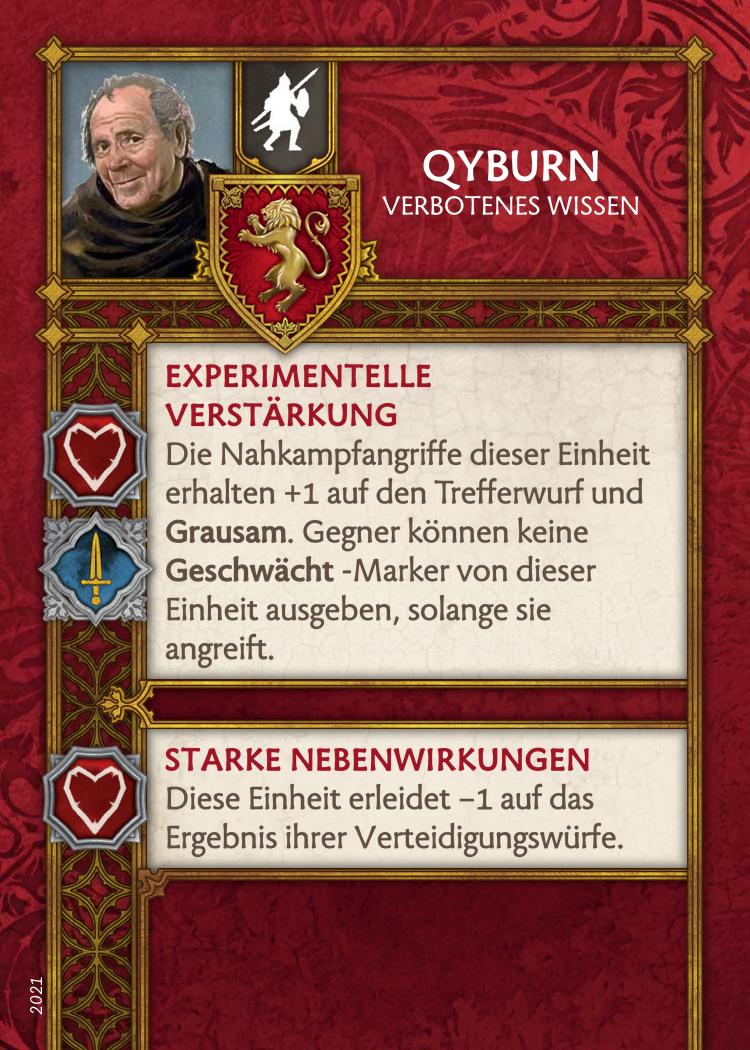 QYBURN
VERBOTENES WISSEN
EXPERIMENTELLE
VERSTÄRKUNG
Die Nahkampfangriffe dieser Einheit
erhalten +1 auf den Trefferwurf und
Grausam. Gegner können keine
Geschwächt -Marker von dieser
Einheit ausgeben, solange sie
angreift.
STARKE NEBENWIRKUNGEN
Diese Einheit erleidet −1 auf das
Ergebnis ihrer Verteidigungswürfe.
2021